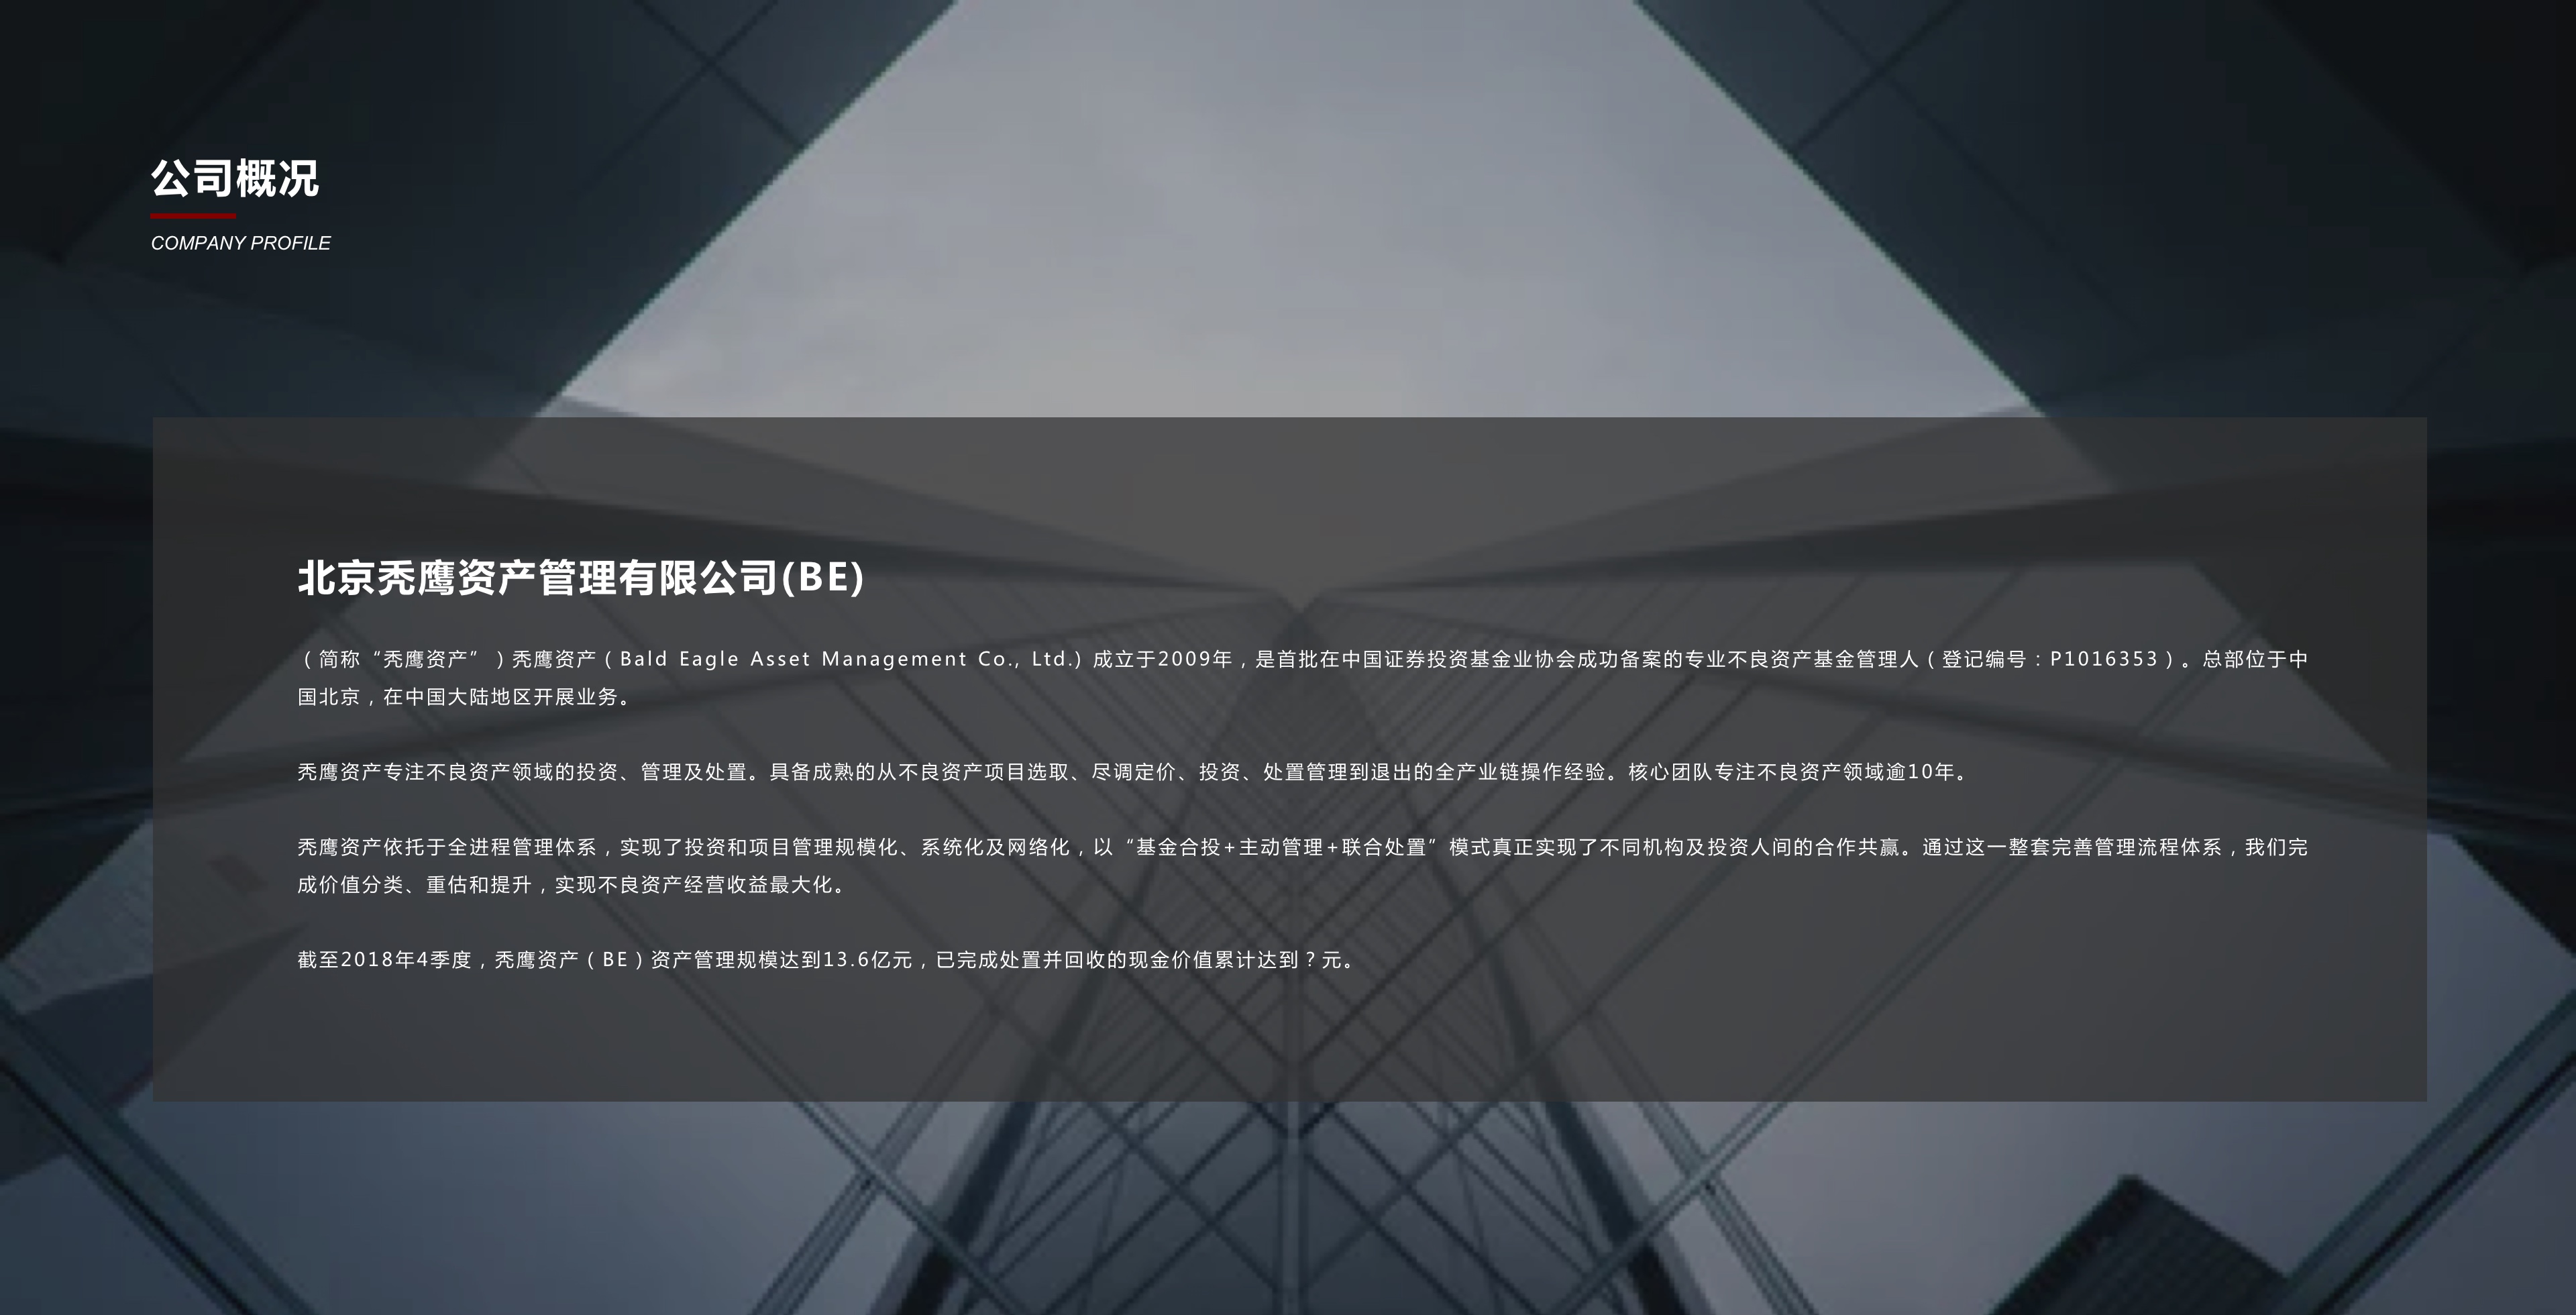 公司概况
COMPANY PROFILE
北京秃鹰资产管理有限公司(BE)
（简称“秃鹰资产”）秃鹰资产（Bald Eagle Asset Management Co., Ltd.）成立于2009年，是首批在中国证券投资基金业协会成功备案的专业不良资产基金管理人（登记编号：P1016353）。总部位于中
国北京，在中国大陆地区开展业务。
秃鹰资产专注不良资产领域的投资、管理及处置。具备成熟的从不良资产项目选取、尽调定价、投资、处置管理到退出的全产业链操作经验。核心团队专注不良资产领域逾10年。
秃鹰资产依托于全进程管理体系，实现了投资和项目管理规模化、系统化及网络化，以“基金合投+主动管理+联合处置”模式真正实现了不同机构及投资人间的合作共赢。通过这一整套完善管理流程体系，我们完
成价值分类、重估和提升，实现不良资产经营收益最大化。
截至2018年4季度，秃鹰资产（BE）资产管理规模达到13.6亿元，已完成处置并回收的现金价值累计达到？元。